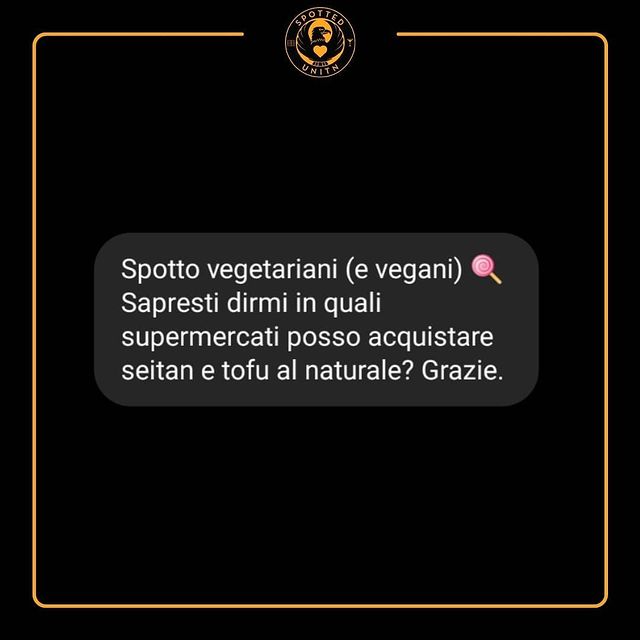 SPOTTED
UNITN
Spotto vegetariani (e vegani) 🍭
Sapresti dirmi in quali
supermercati posso acquistare
seitan e tofu al naturale? Grazie.